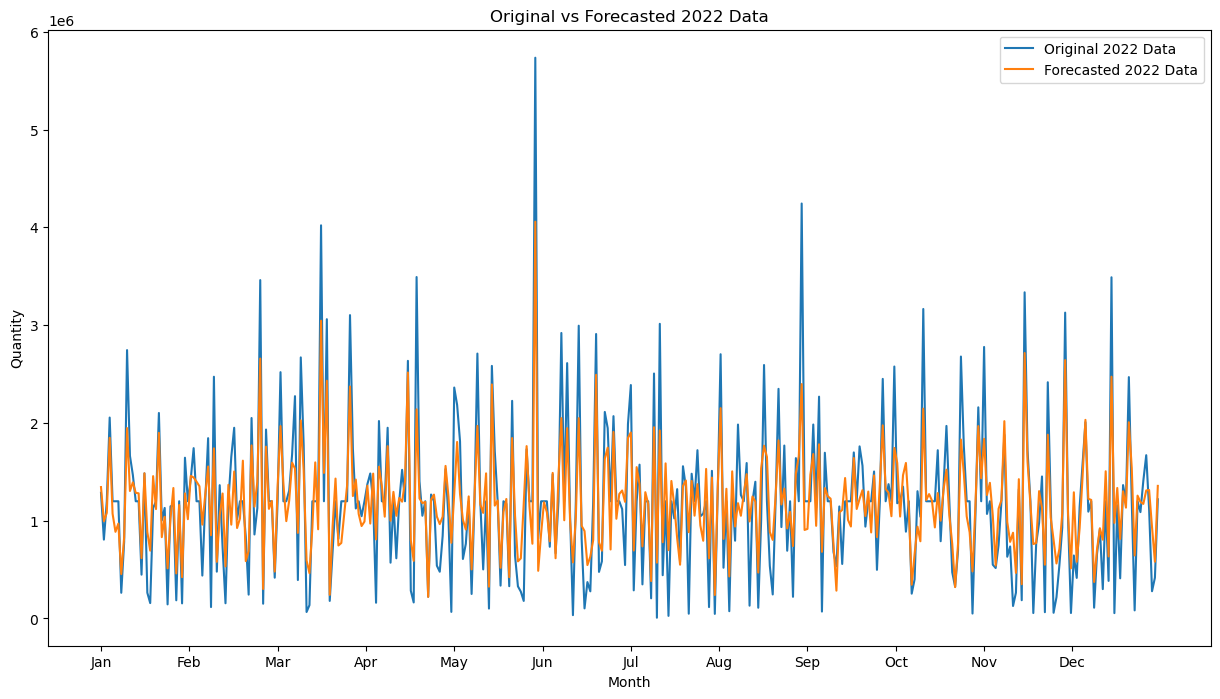 Original vs Forecasted 2022 Data
1e6
Original 2022 Data
Forecasted 2022 Data
6
5
4
3
2
1
0
Quantity
Jan Feb Mar Apr May Jun Jul Aug Sep Oct Nov Dec
Month